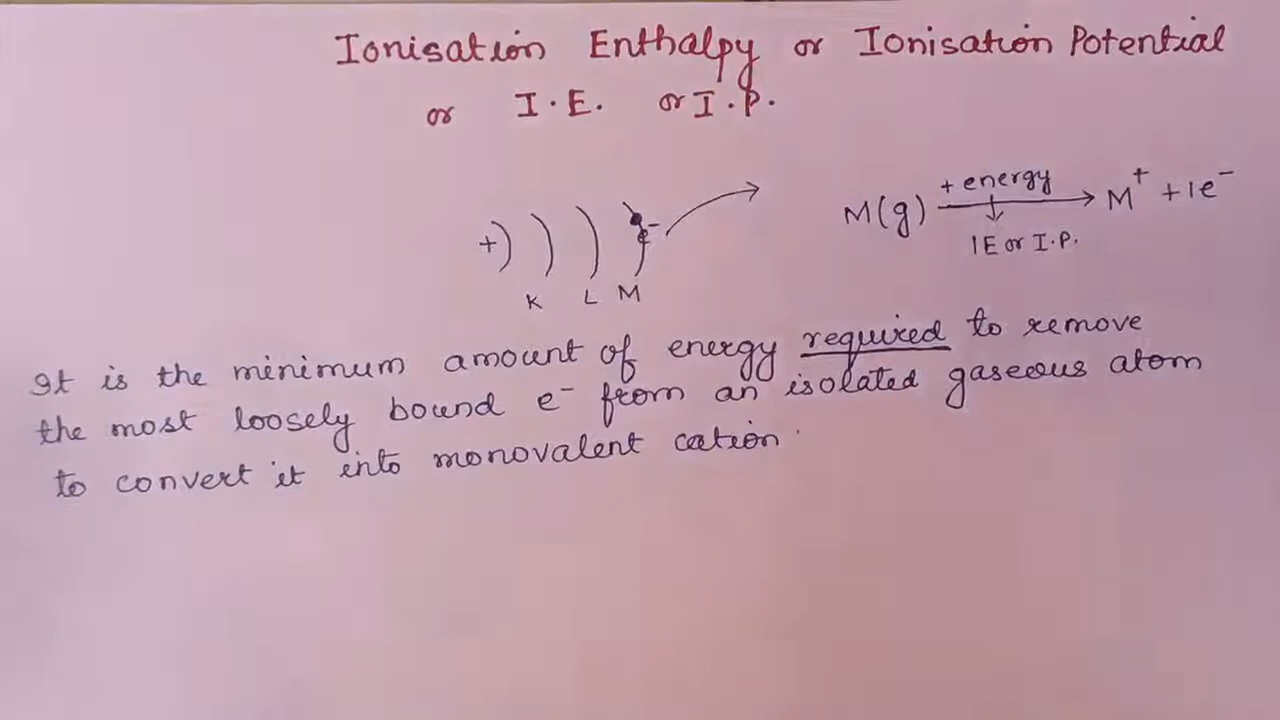 Ionisation Enthalpy or Ionisation Potential
or I.E. or I.P.
M(g) + energy → M⁺ + 1e⁻
IE or I.P.
+) K L M e⁻
It is the minimum amount of energy required to remove
the most loosely bound e⁻ from an isolated gaseous atom
to convert it into monovalent cation.